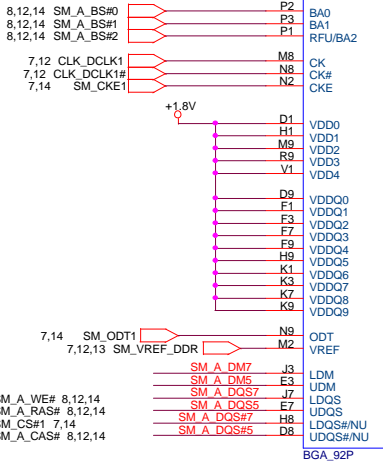 8,12,14 SM_A_BS#0 P2 BA0
8,12,14 SM_A_BS#1 P3 BA1
8,12,14 SM_A_BS#2 P1 RFU/BA2
7,12 CLK_DCLK1 M8 CK
7,12 CLK_DCLK1# N8 CK#
7,14 SM_CKE1 N2 CKE
+1.8V
D1 VDD0
H1 VDD1
M9 VDD2
R9 VDD3
V1 VDD4
D9 VDDQ0
F1 VDDQ1
F3 VDDQ2
F7 VDDQ3
F9 VDDQ4
H9 VDDQ5
K1 VDDQ6
K3 VDDQ7
K7 VDDQ8
K9 VDDQ9
7,14 SM_ODT1 N9 ODT
7,12,13 SM_VREF_DDR M2 VREF
SM_A_DM7 J3 LDM
SM_A_DM5 E3 UDM
SM_A_DQS7 J7 LDQS
M_A_WE# 8,12,14 SM_A_DQS5 E7 UDQS
M_A_RAS# 8,12,14 SM_A_DQS#7 H8 LDQS#/NU
M_CS#1 7,14 SM_A_DQS#5 D8 UDQS#/NU
M_A_CAS# 8,12,14
BGA_92P